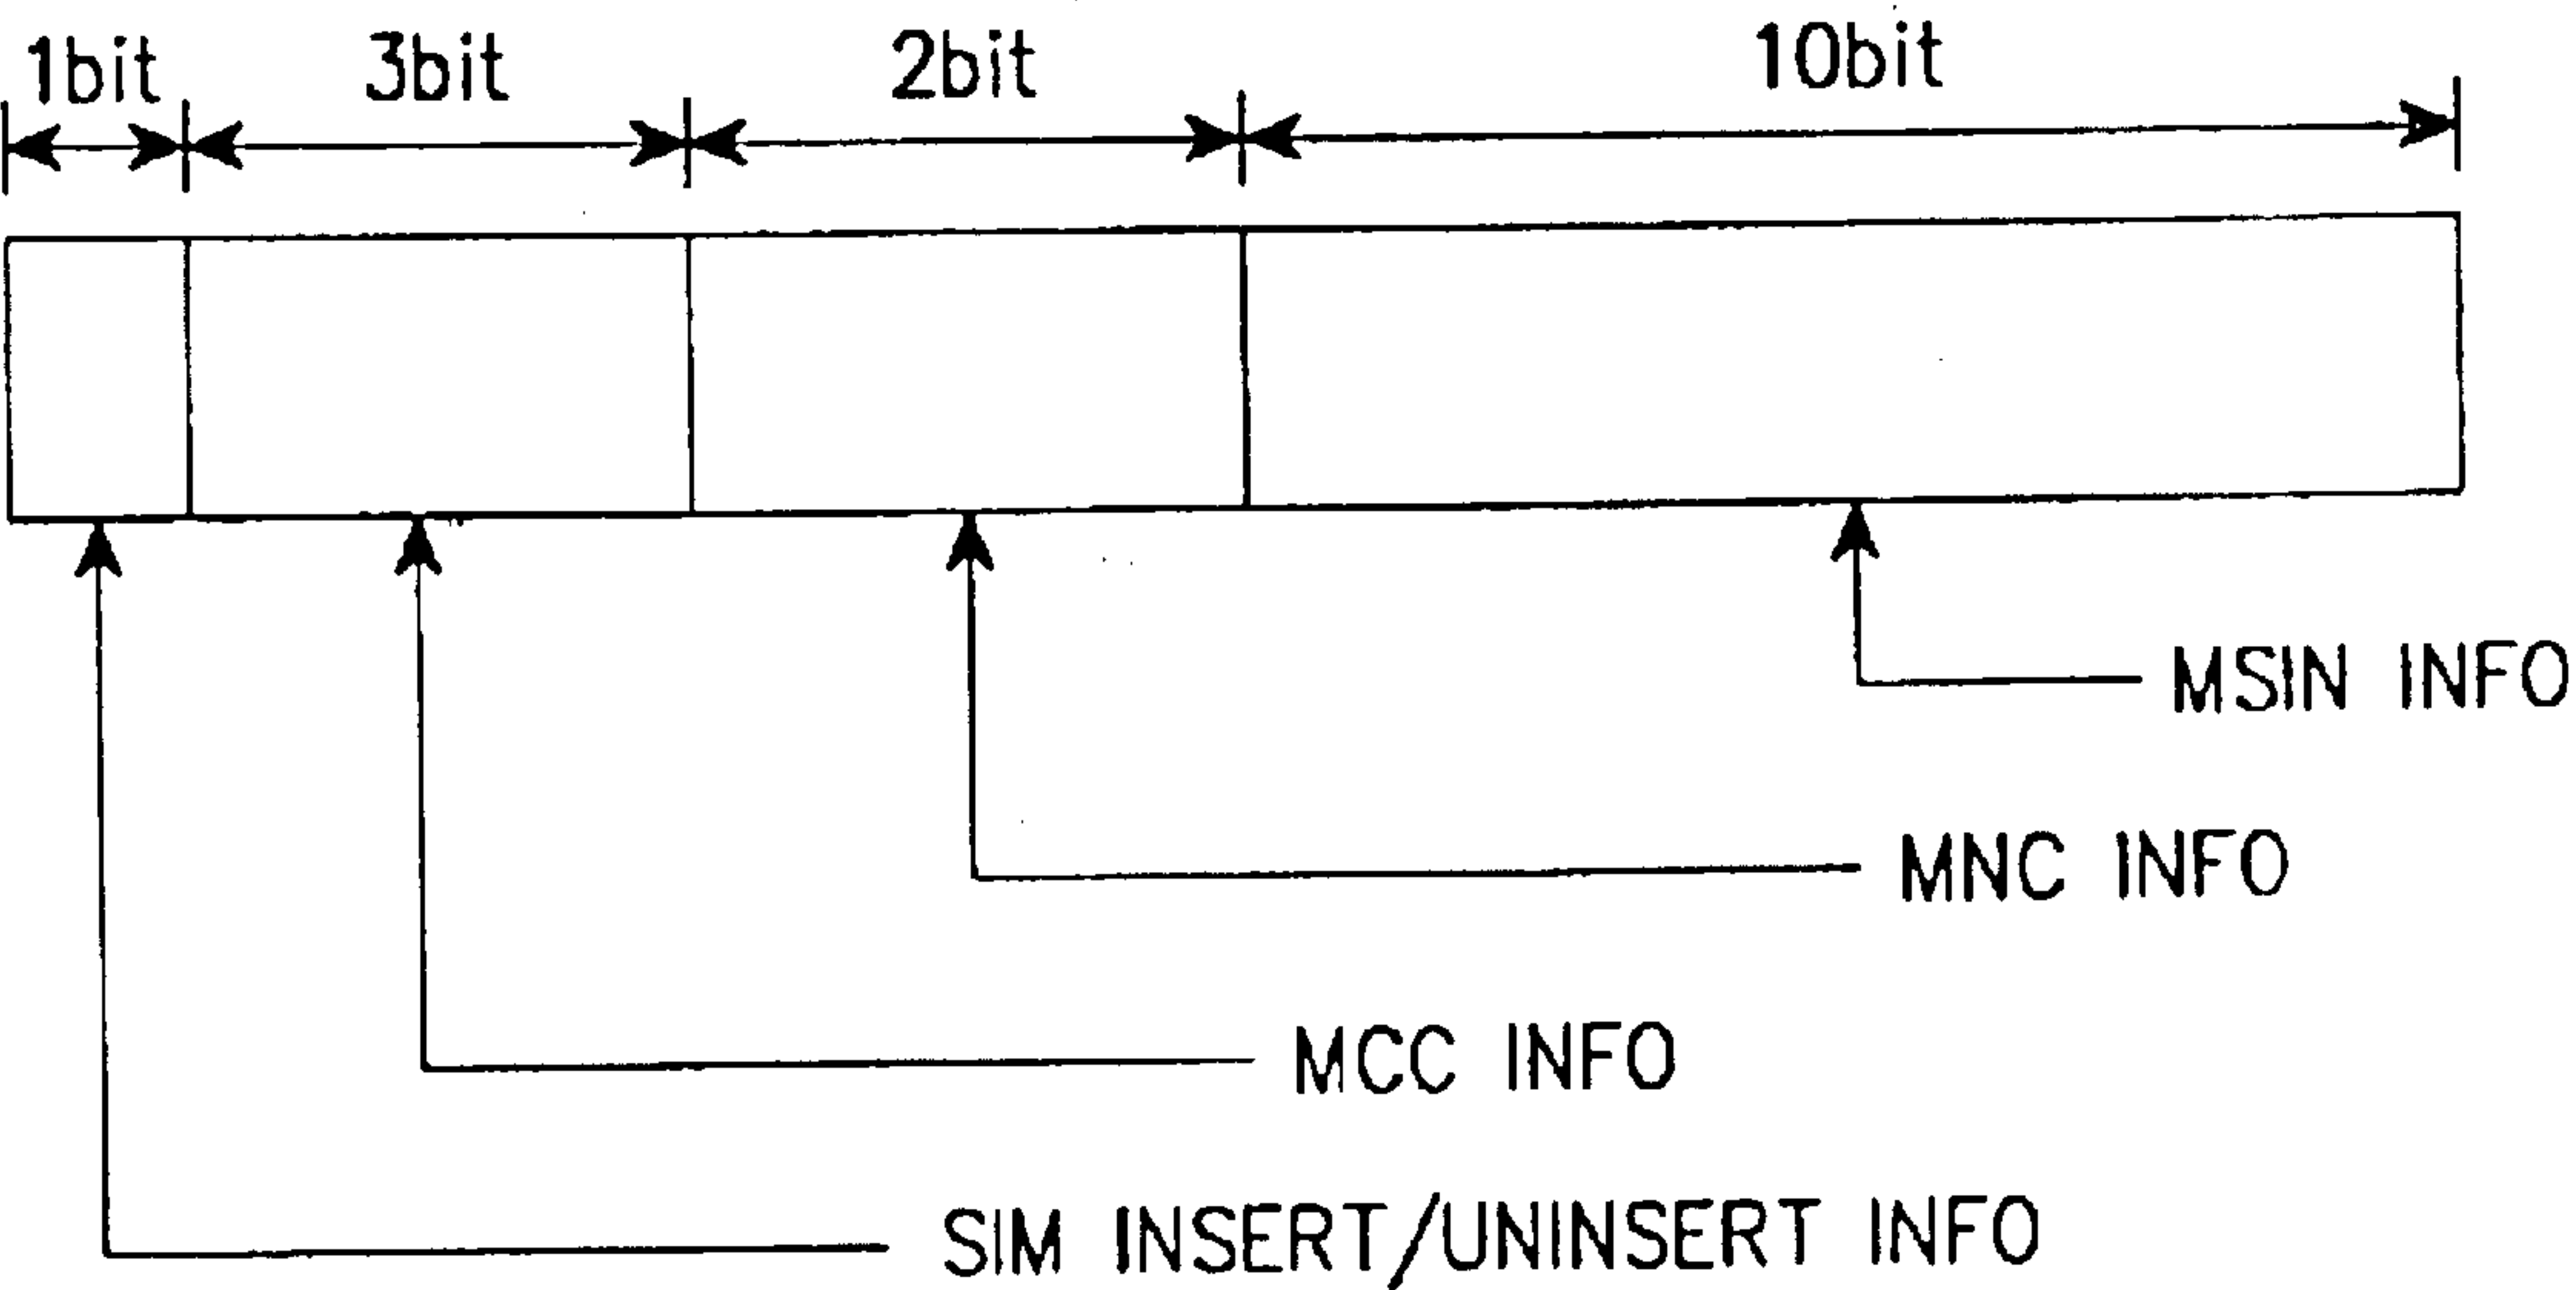 1bit 3bit 2bit 10bit
MSIN INFO
MNC INFO
MCC INFO
SIM INSERT/UNINSERT INFO